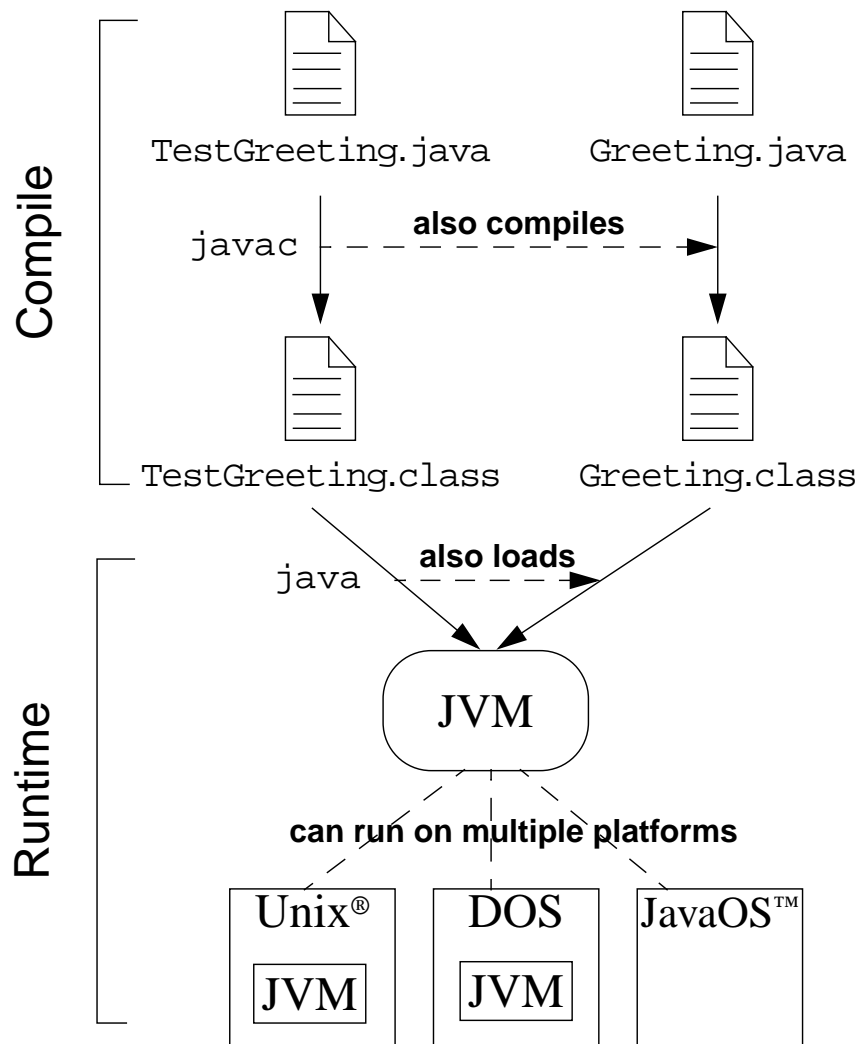 Compile
TestGreeting.java
Greeting.java
javac
also compiles
TestGreeting.class
Greeting.class
Runtime
java
also loads
JVM
can run on multiple platforms
Unix®
DOS
JavaOS™
JVM
JVM